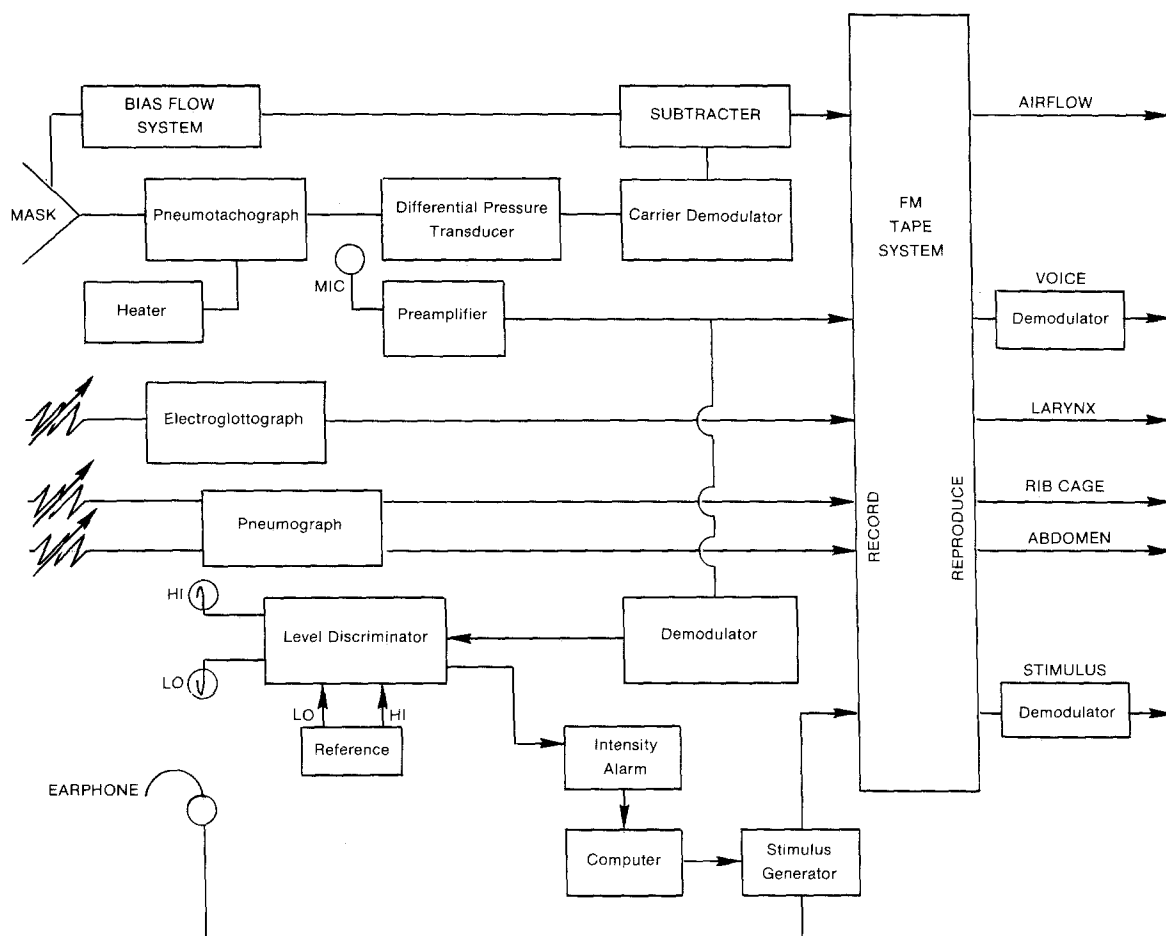 BIAS FLOW
SYSTEM
SUBTRACTER
AIRFLOW
MASK
Pneumotachograph
Differential Pressure
Transducer
Carrier Demodulator
FM
TAPE
SYSTEM
MIC
Heater
Preamplifier
VOICE
Demodulator
Electroglottograph
LARYNX
Pneumograph
RIB CAGE
ABDOMEN
RECORD
REPRODUCE
HI
LO
Level Discriminator
Demodulator
LO
HI
Reference
STIMULUS
Demodulator
Intensity
Alarm
EARPHONE
Computer
Stimulus
Generator